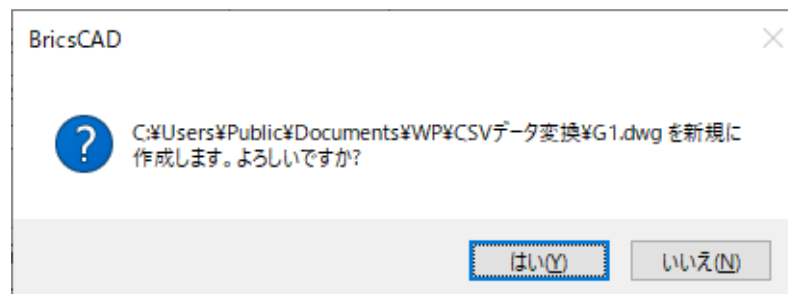 BricsCAD
C:¥Users¥Public¥Documents¥WP¥CSVデータ変換¥G1.dwg を新規に
作成します。よろしいですか?
はい(Y)
いいえ(N)